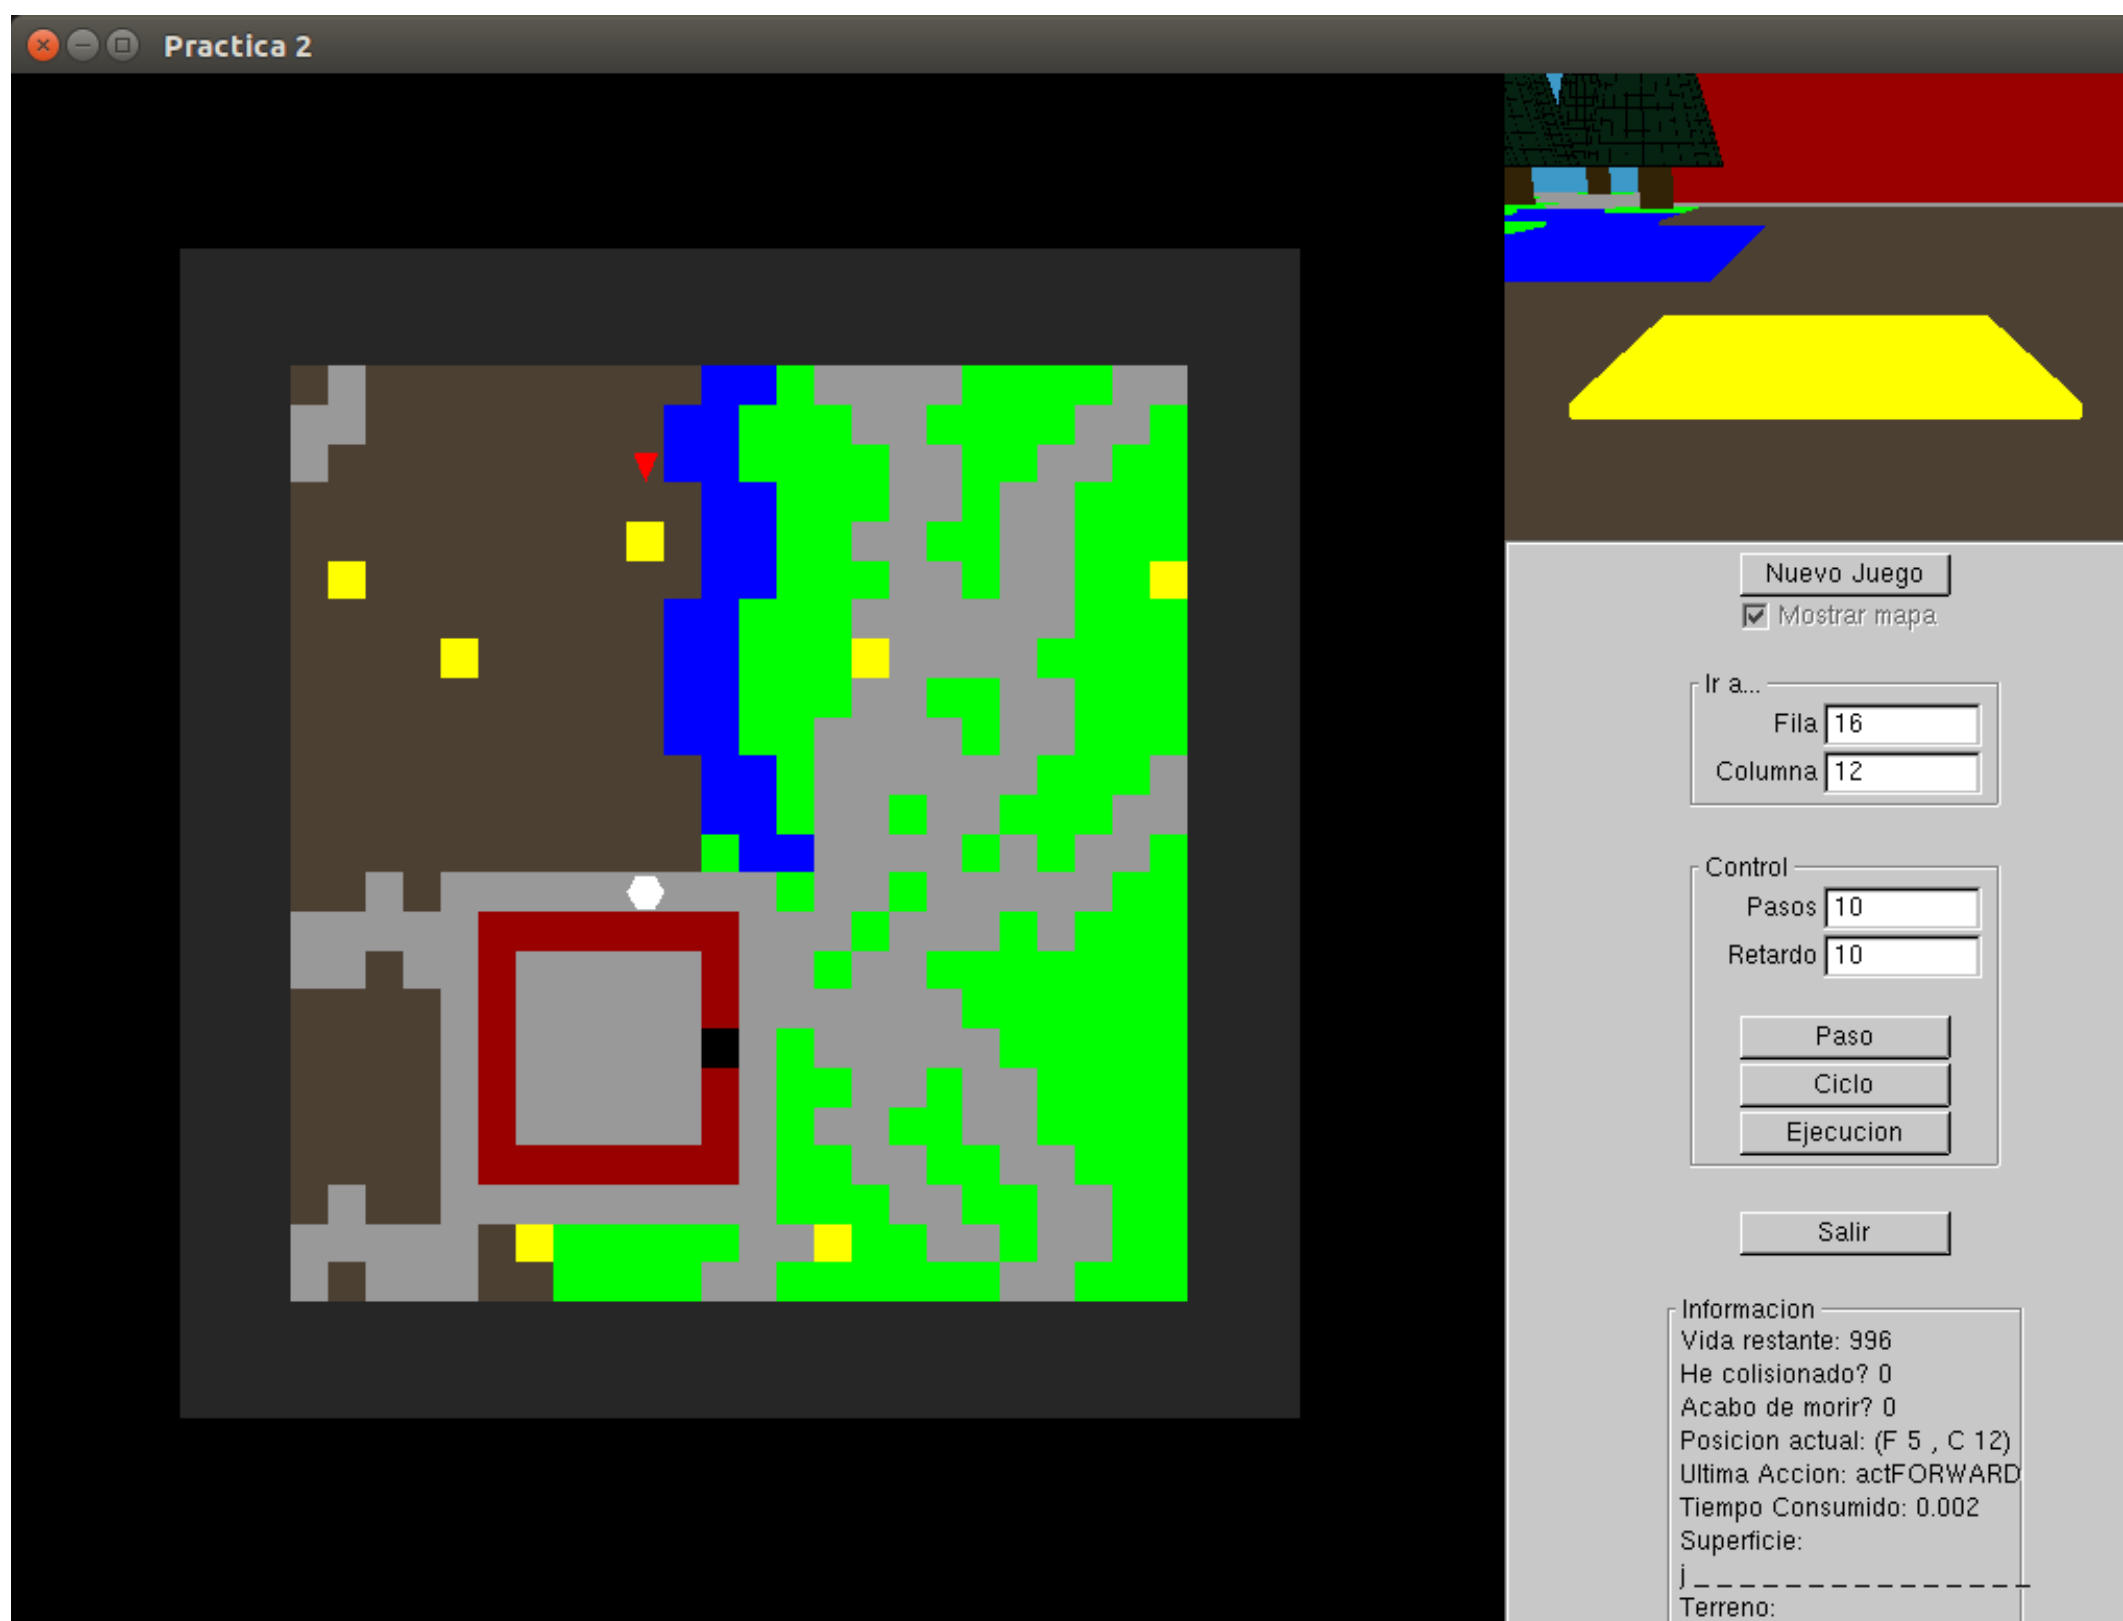 Practica 2
Nuevo Juego
Mostrar mapa
Ir a...
Fila 16
Columna 12
Control
Pasos 10
Retardo 10
Paso
Ciclo
Ejecucion
Salir
Informacion
Vida restante: 996
He colisionado? 0
Acabo de morir? 0
Posicion actual: (F 5 , C 12)
Ultima Accion: actFORWARD
Tiempo Consumido: 0.002
Superficie:
j _ _ _ _ _ _ _ _ _ _ _ _ _ _ _
Terreno: